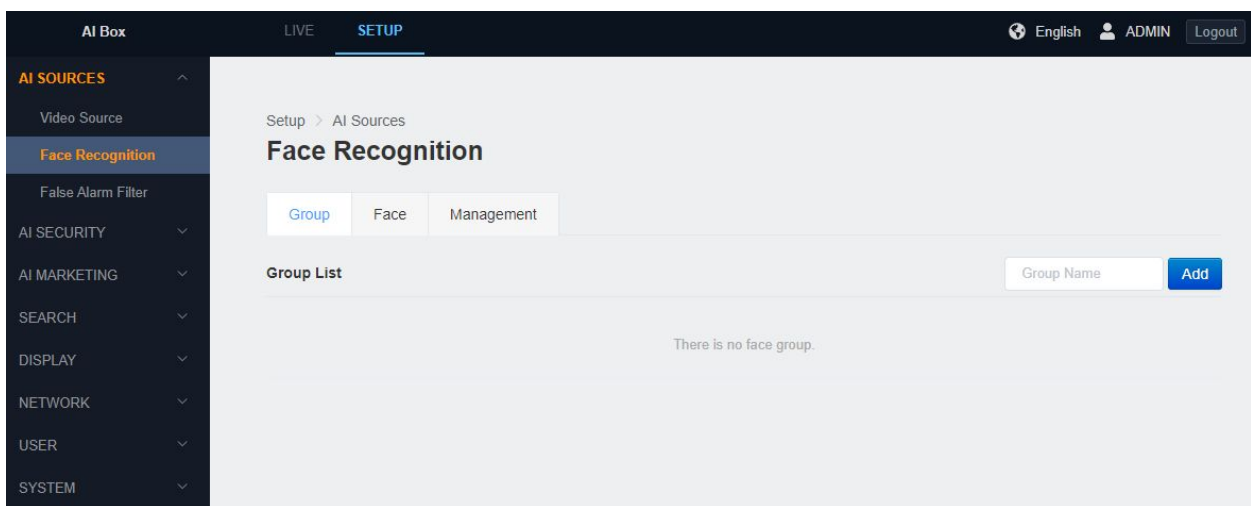 AI Box
LIVE SETUP
English ADMIN Logout
AI SOURCES
Video Source
Face Recognition
False Alarm Filter
AI SECURITY
AI MARKETING
SEARCH
DISPLAY
NETWORK
USER
SYSTEM
Setup > AI Sources
Face Recognition
Group Face Management
Group List
Group Name Add
There is no face group.